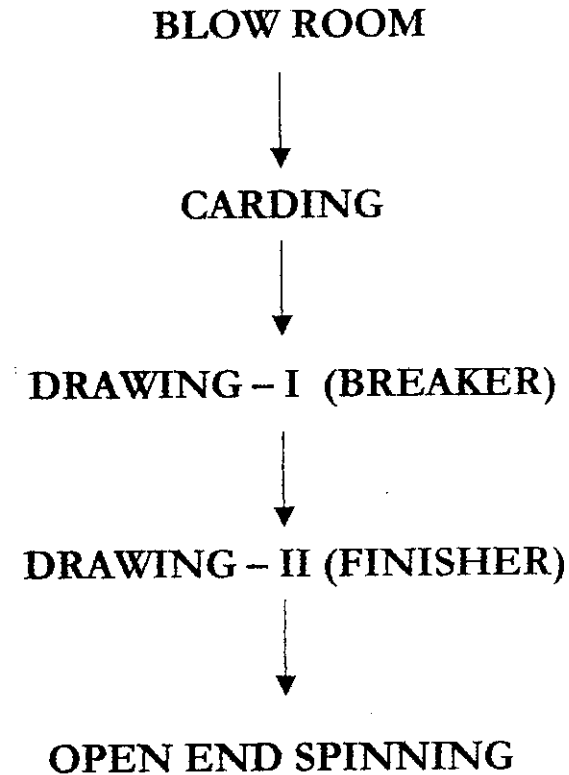 BLOW ROOM
CARDING
DRAWING – I (BREAKER)
DRAWING – II (FINISHER)
OPEN END SPINNING